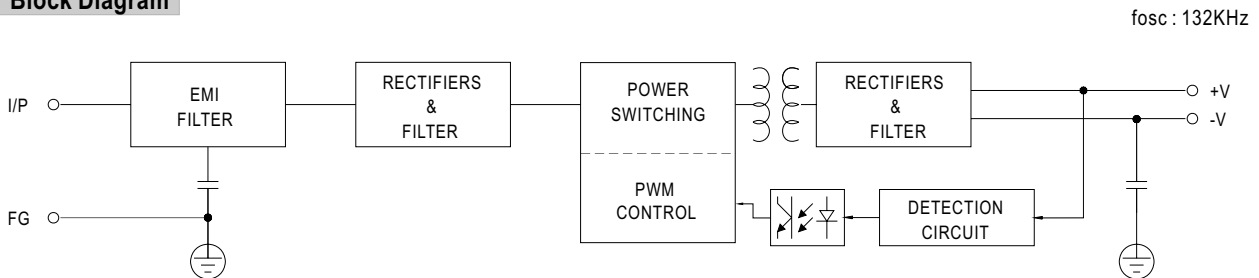 Block Diagram
fosc : 132KHz
I/P
EMI
FILTER
RECTIFIERS
&
FILTER
POWER
SWITCHING
PWM
CONTROL
RECTIFIERS
&
FILTER
+V
-V
DETECTION
CIRCUIT
FG